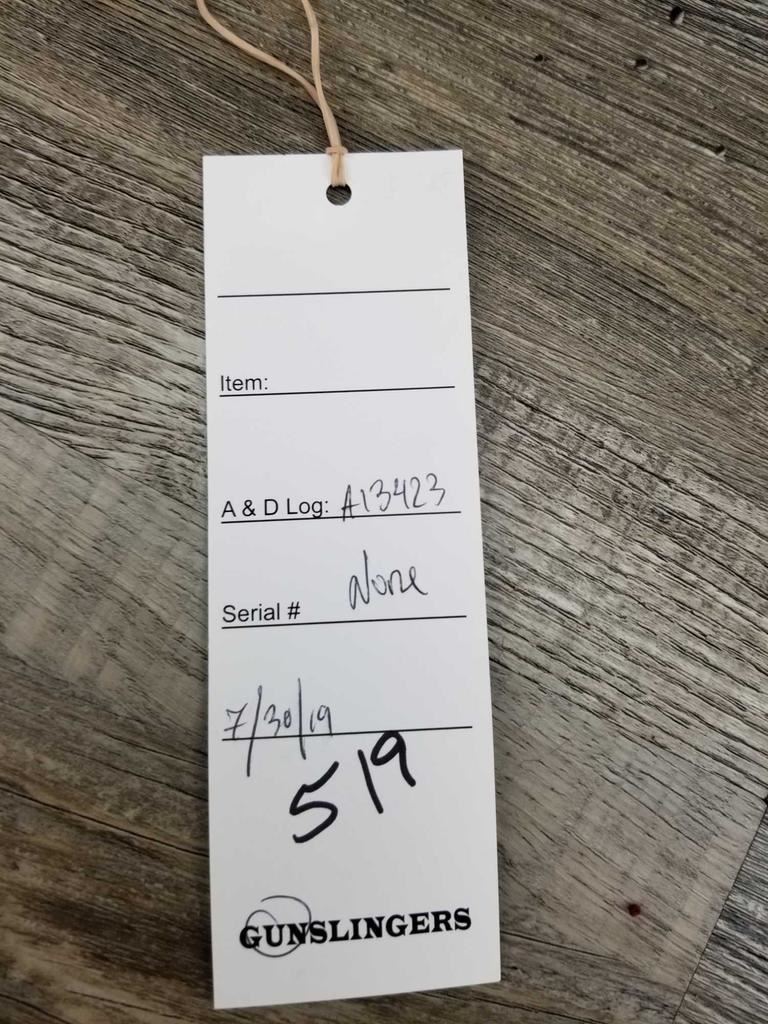 Item:
A & D Log: A13423
Serial # None
7/30/19
519
GUNSLINGERS